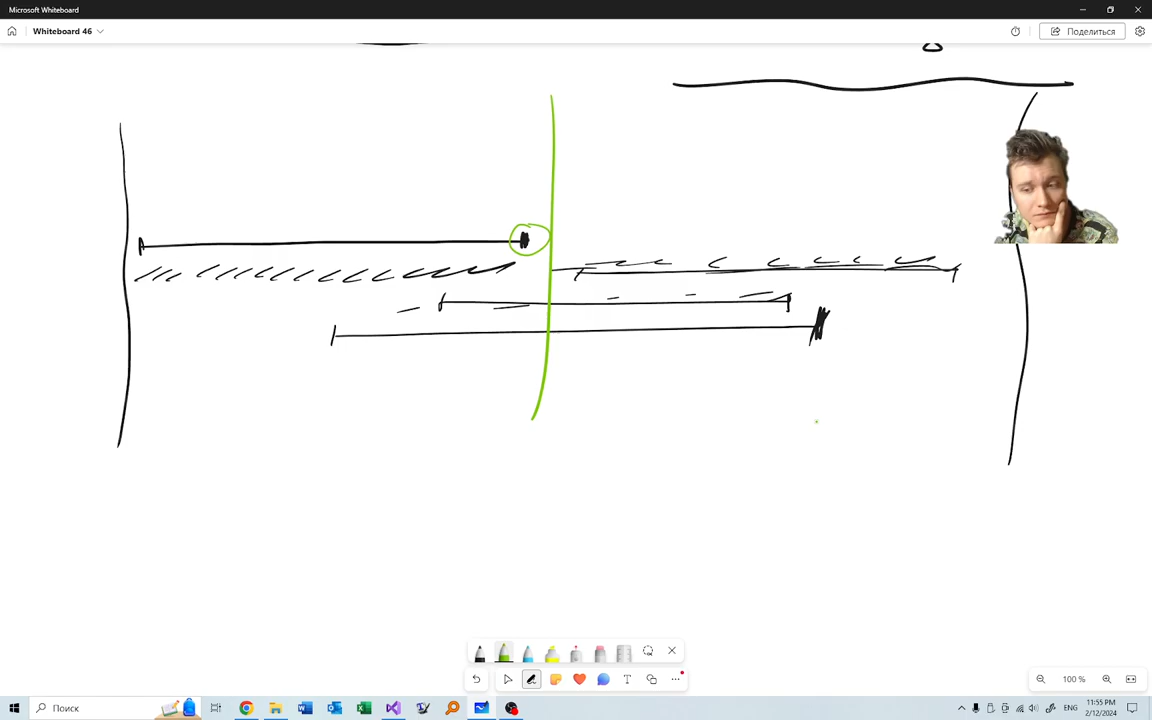 Microsoft Whiteboard
Whiteboard 46
Поделиться
100 %
Поиск
ENG
11:55 PM
2/12/2024